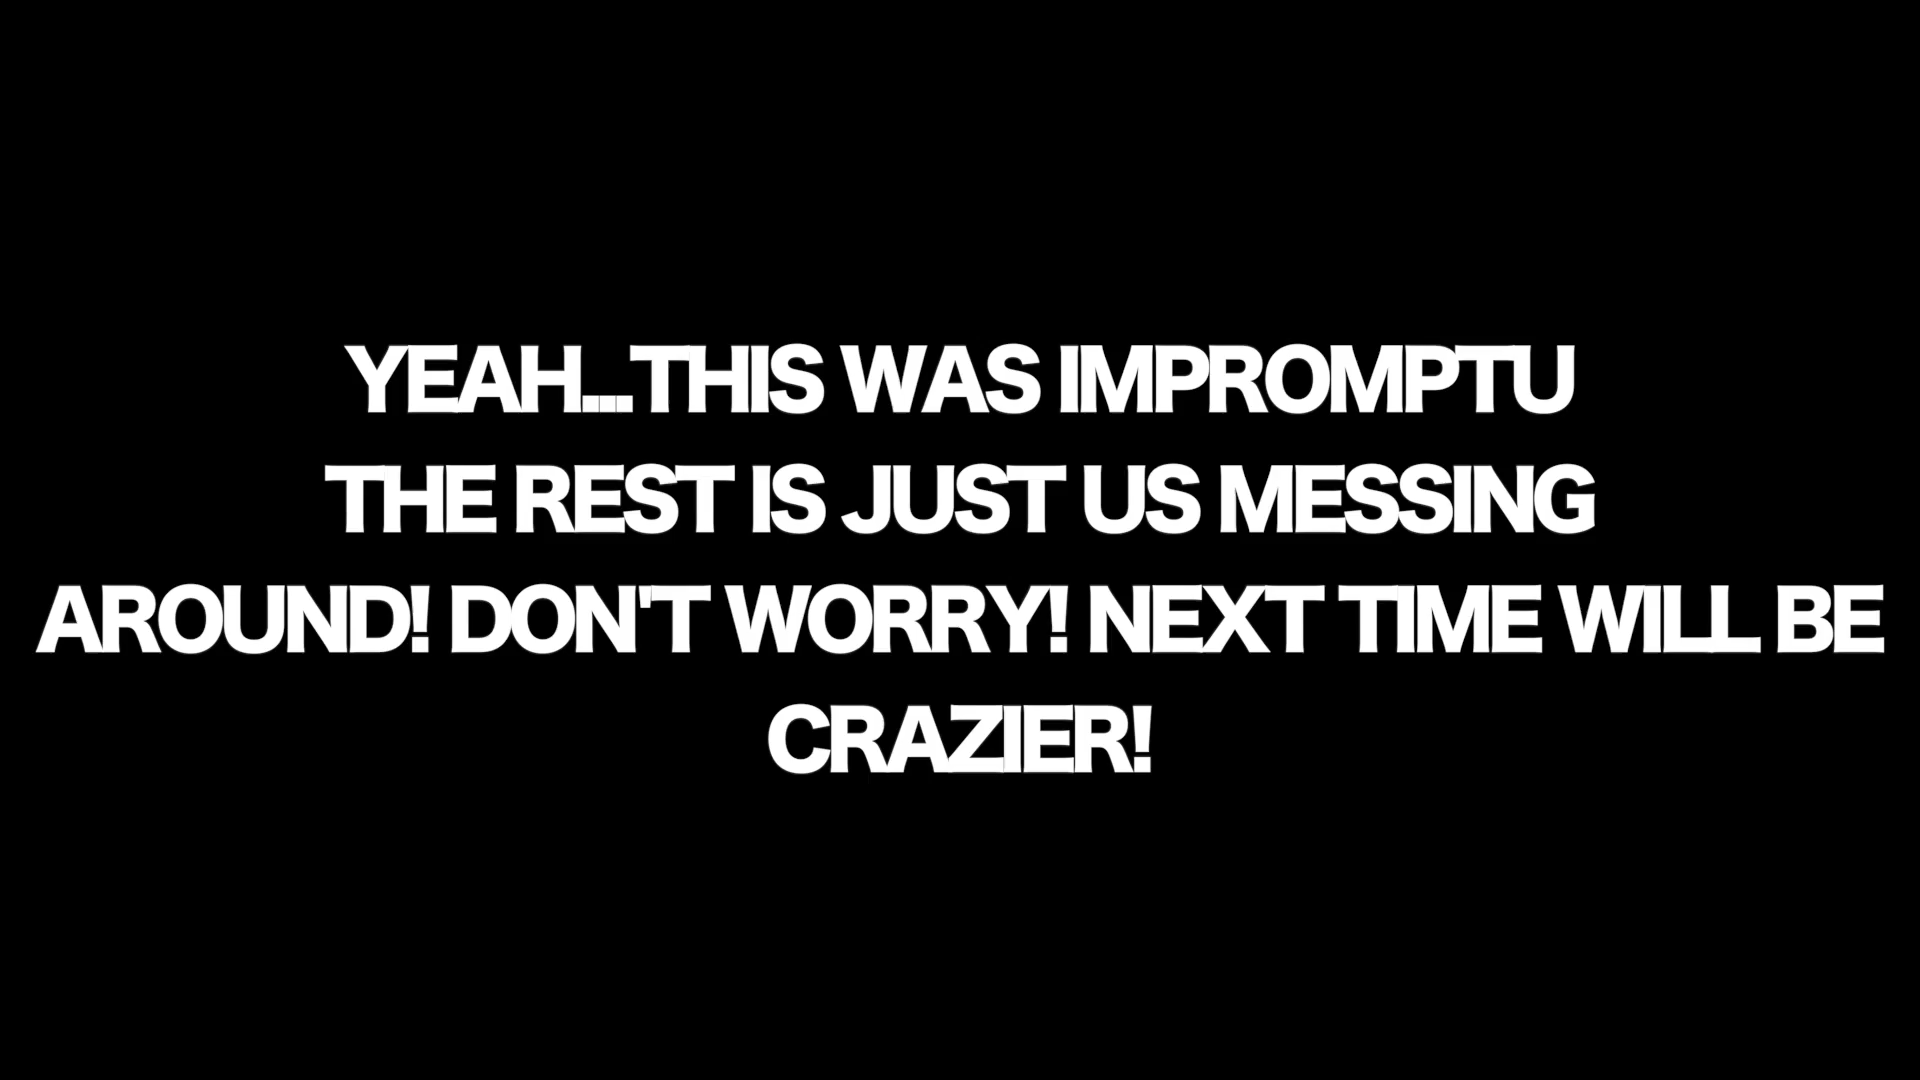 YEAH...THIS WAS IMPROMPTU
THE REST IS JUST US MESSING
AROUND! DON'T WORRY! NEXT TIME WILL BE
CRAZIER!